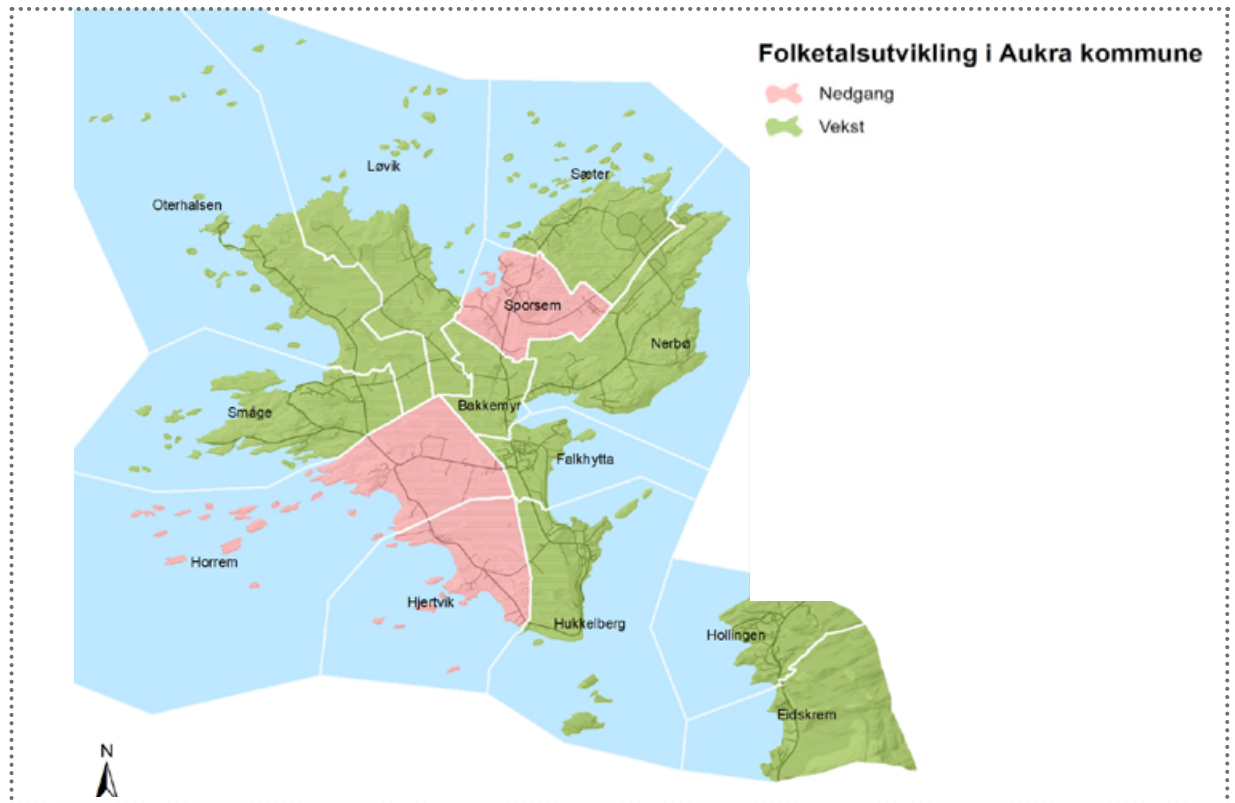 Folketalsutvikling i Aukra kommune
Nedgang
Vekst
Løvik
Sæter
Oterhalsen
Sporsem
Nerbø
Småge
Bakkemyr
Falkhytta
Horrem
Hjertvik
Hukkelberg
Hollingen
Eidskrem
N